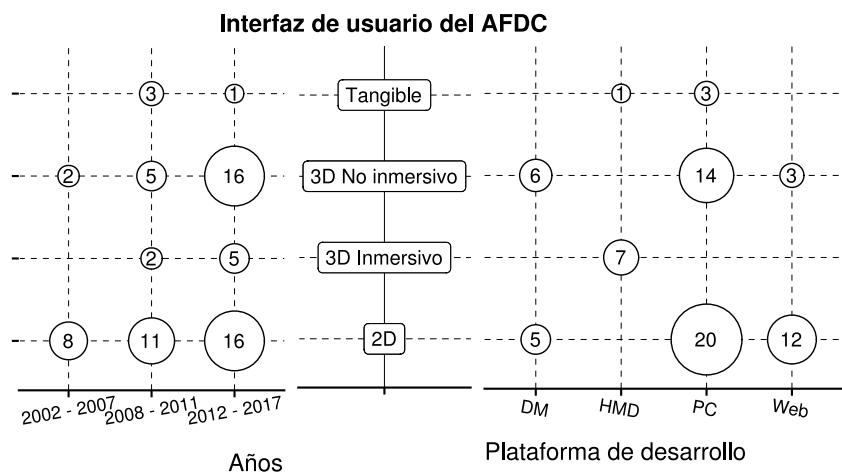 Interfaz de usuario del AFDC
3 1 Tangible 1 3
2 5 16 3D No inmersivo 6 14 3
2 5 3D Inmersivo 7
8 11 16 2D 5 20 12
2002 - 2007 2008 - 2011 2012 - 2017 DM HMD PC Web
Años Plataforma de desarrollo